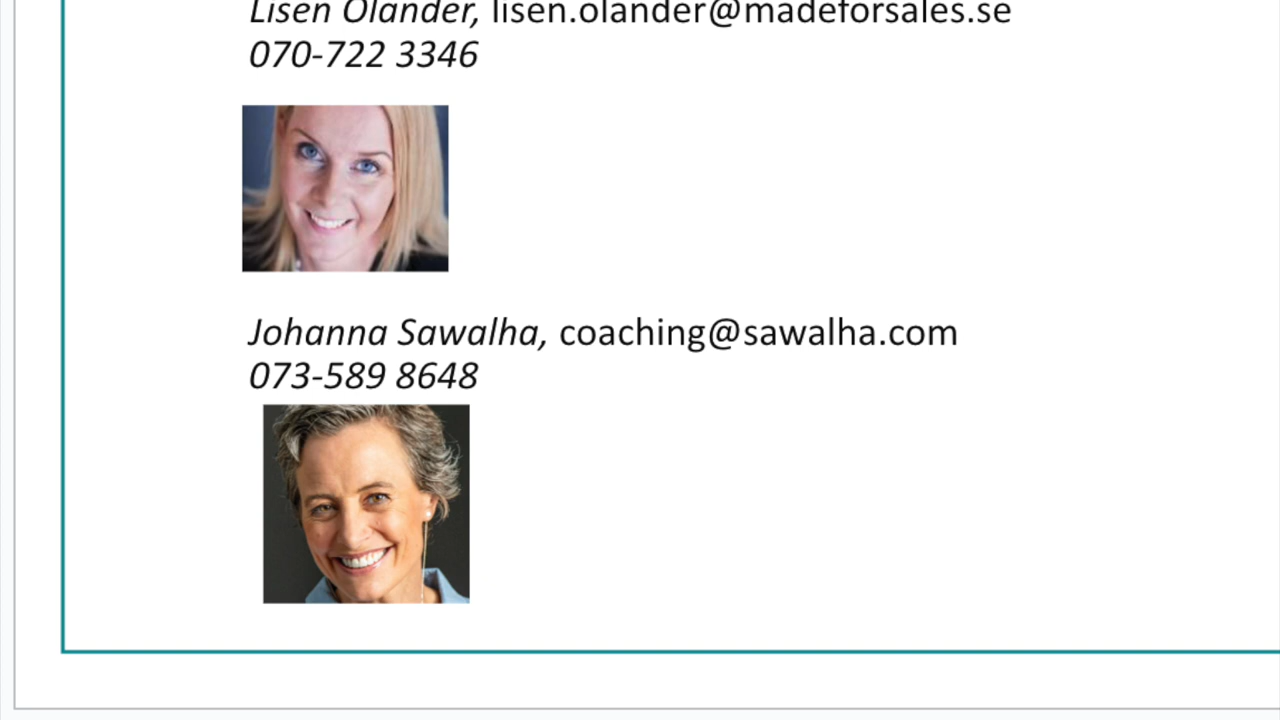 Lisen Olander, lisen.olander@madeforsales.se
070-722 3346
Johanna Sawalha, coaching@sawalha.com
073-589 8648